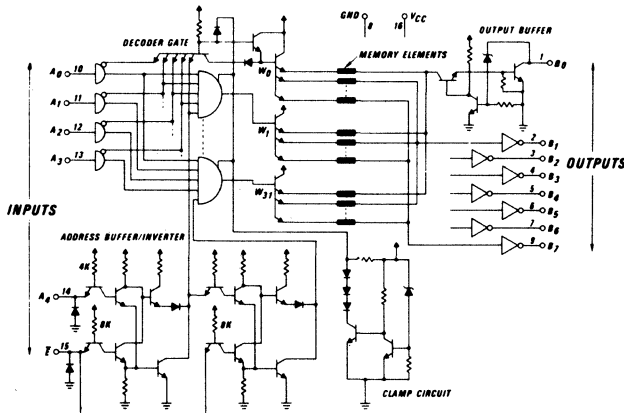 GND
8
V CC
16
OUTPUT BUFFER
1
B0
DECODER GATE
MEMORY ELEMENTS
W0
A0
10
A1
11
A2
12
A3
13
W1
W31
2
B1
3
B2
4
B3
5
B4
6
B5
7
B6
9
B7
OUTPUTS
INPUTS
ADDRESS BUFFER/INVERTER
4K
A4
14
8K
8K
E
15
CLAMP CIRCUIT